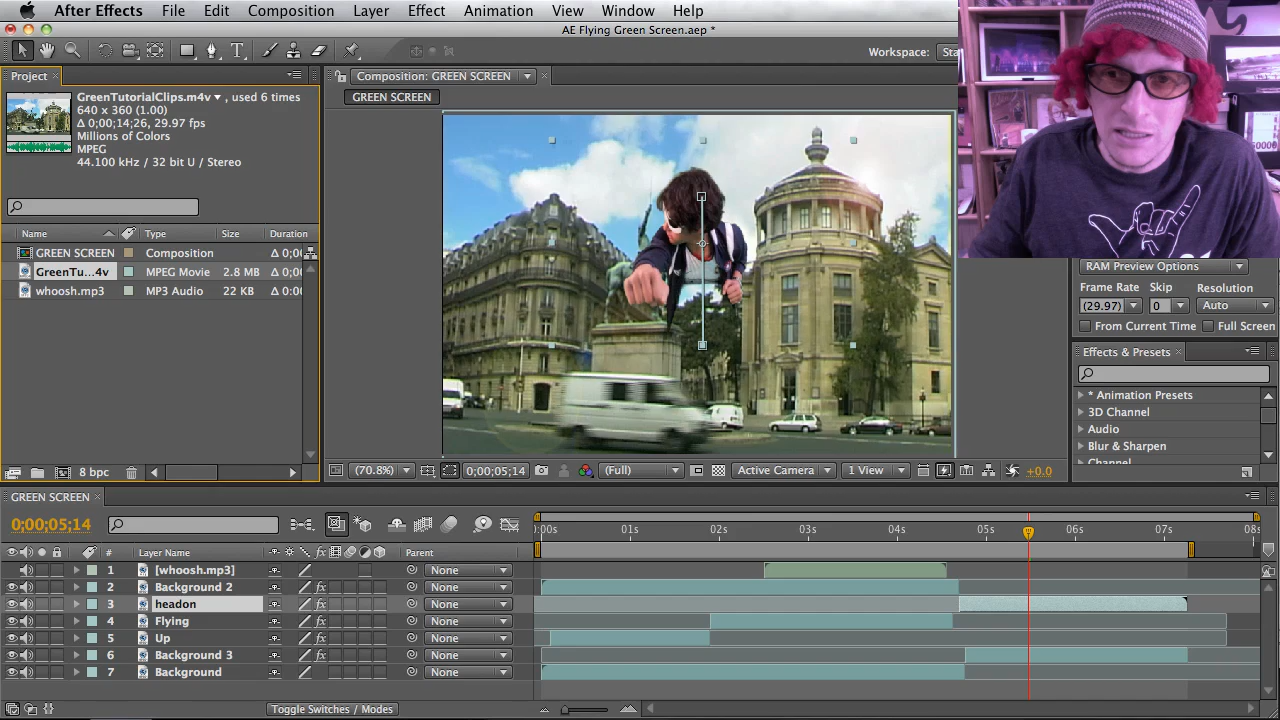 After Effects File Edit Composition Layer Effect Animation View Window Help
AE Flying Green Screen.aep *
Workspace: Sta
Project
GreenTutorialClips.m4v , used 6 times
640 x 360 (1.00)
Δ 0;00;14;26, 29.97 fps
Millions of Colors
MPEG
44.100 kHz / 32 bit U / Stereo
Name Type Size Duration
GREEN SCREEN Composition Δ 0;0
GreenTu...4v MPEG Movie 2.8 MB Δ 0;0
whoosh.mp3 MP3 Audio 22 KB Δ 0;0
8 bpc
Composition: GREEN SCREEN
GREEN SCREEN
(70.8%) 0;00;05;14 (Full) Active Camera 1 View +0.0
RAM Preview Options
Frame Rate Skip Resolution
(29.97) 0 Auto
From Current Time Full Screen
Effects & Presets
* Animation Presets
3D Channel
Audio
Blur & Sharpen
Channel
GREEN SCREEN
0;00;05;14
):00s 01s 02s 03s 04s 05s 06s 07s 08s
# Layer Name Parent
1 [whoosh.mp3] None
2 Background 2 None
3 headon None
4 Flying None
5 Up None
6 Background 3 None
7 Background None
Toggle Switches / Modes